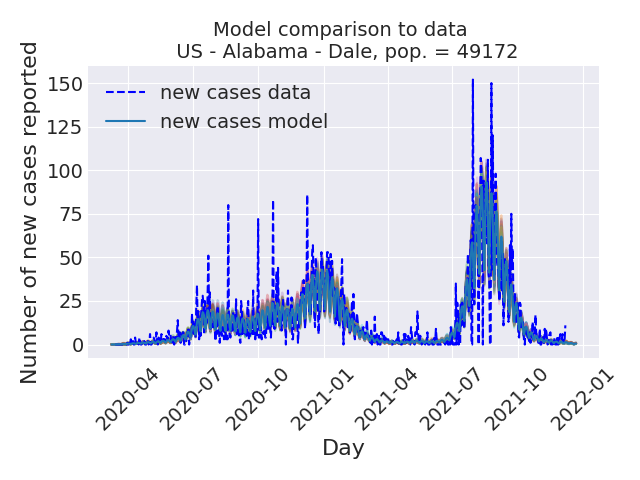 Model comparison to data
US - Alabama - Dale, pop. = 49172
Number of new cases reported
150
125
100
75
50
25
0
new cases data
new cases model
2020-04
2020-07
2020-10
2021-01
2021-04
2021-07
2021-10
2022-01
Day